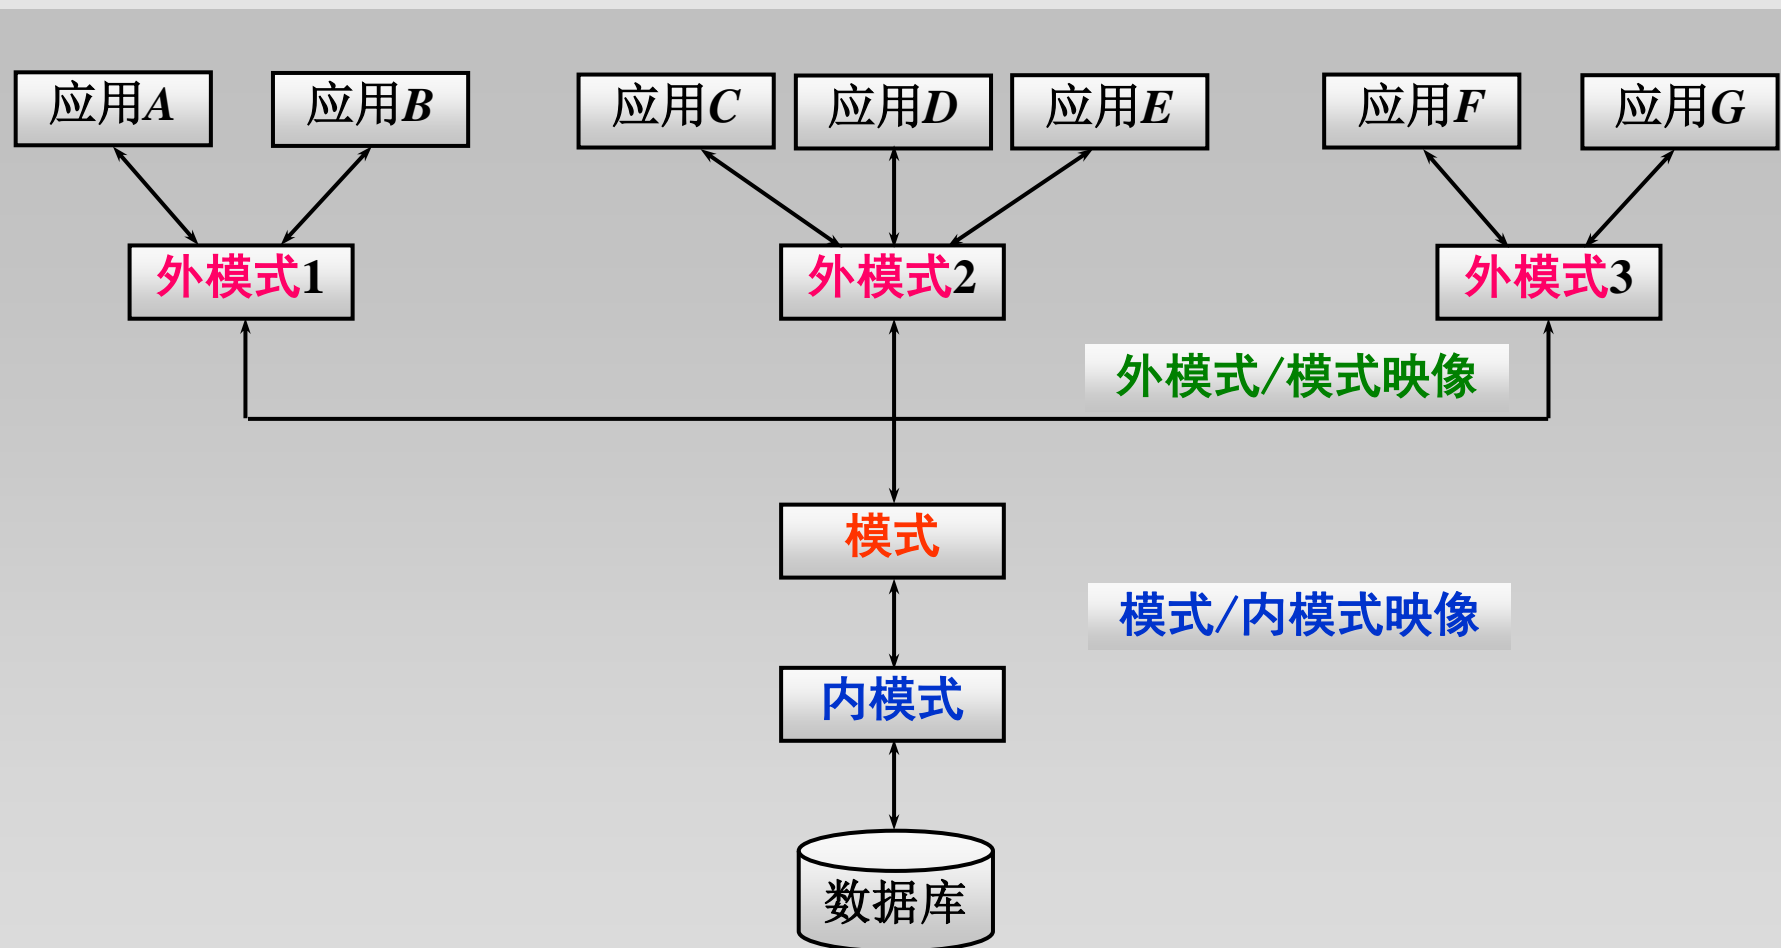 应用A
应用B
应用C
应用D
应用E
应用F
应用G
外模式1
外模式2
外模式3
外模式/模式映像
模式
模式/内模式映像
内模式
数据库